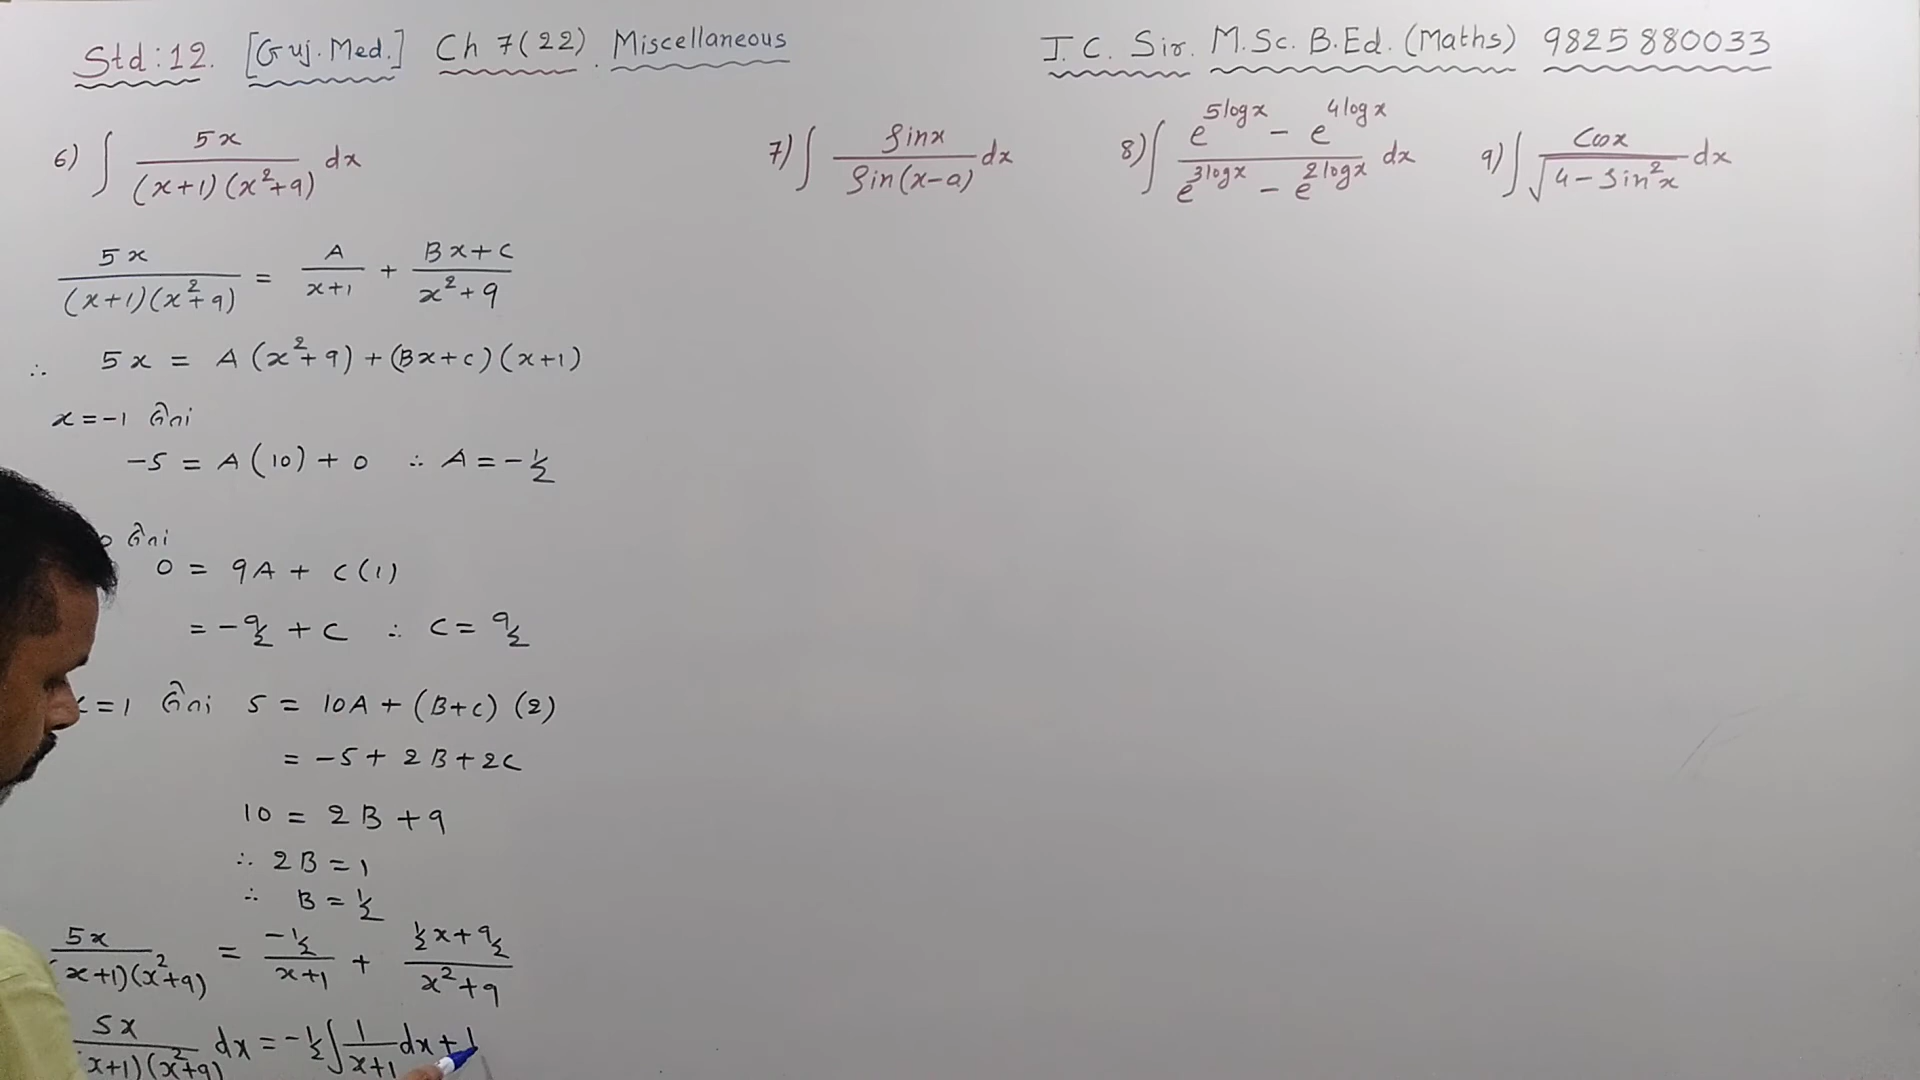 Std:12. [Guj. Med.] Ch 7(22). Miscellaneous J. C. Sir. M.Sc. B.Ed. (Maths) 9825880033
6) ∫ 5x / (x+1)(x²+9) dx
7) ∫ Sinx / Sin(x-a) dx
8) ∫ e^5logx - e^4logx / e^3logx - e^2logx dx
9) ∫ Cosx / √4-Sin²x dx
5x / (x+1)(x²+9) = A / x+1 + Bx+C / x²+9
∴ 5x = A(x²+9) + (Bx+C)(x+1)
x=-1 લેતાં
-5 = A(10) + 0 ∴ A = -1/2
લેતાં
0 = 9A + C(1)
= -9/2 + C ∴ C = 9/2
=1 લેતાં 5 = 10A + (B+C)(2)
= -5 + 2B + 2C
10 = 2B + 9
∴ 2B = 1
∴ B = 1/2
5x / (x+1)(x²+9) = -1/2 / x+1 + 1/2x+9/2 / x²+9
5x / (x+1)(x²+9) dx = -1/2 ∫ 1 / x+1 dx + 1